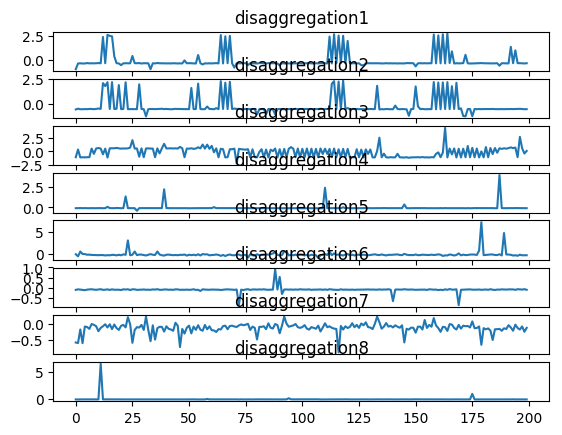 disaggregation1
2.5
0.0
disaggregation2
2.5
0.0
disaggregation3
2.5
0.0
−2.5
disaggregation4
2.5
0.0
disaggregation5
5
0
disaggregation6
1.0
0.5
0.0
−0.5
disaggregation7
0.0
−0.5
disaggregation8
5
0
0 25 50 75 100 125 150 175 200